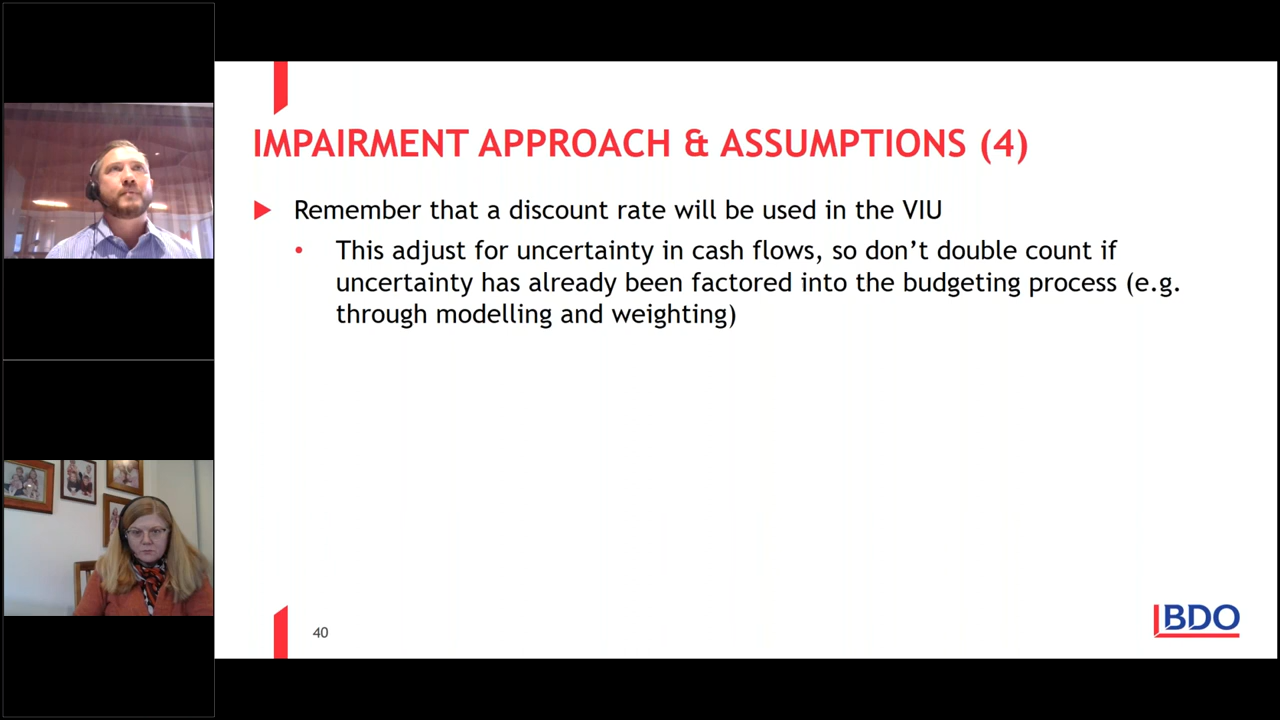 IMPAIRMENT APPROACH & ASSUMPTIONS (4)
Remember that a discount rate will be used in the VIU
This adjust for uncertainty in cash flows, so don’t double count if
uncertainty has already been factored into the budgeting process (e.g.
through modelling and weighting)
40
BDO